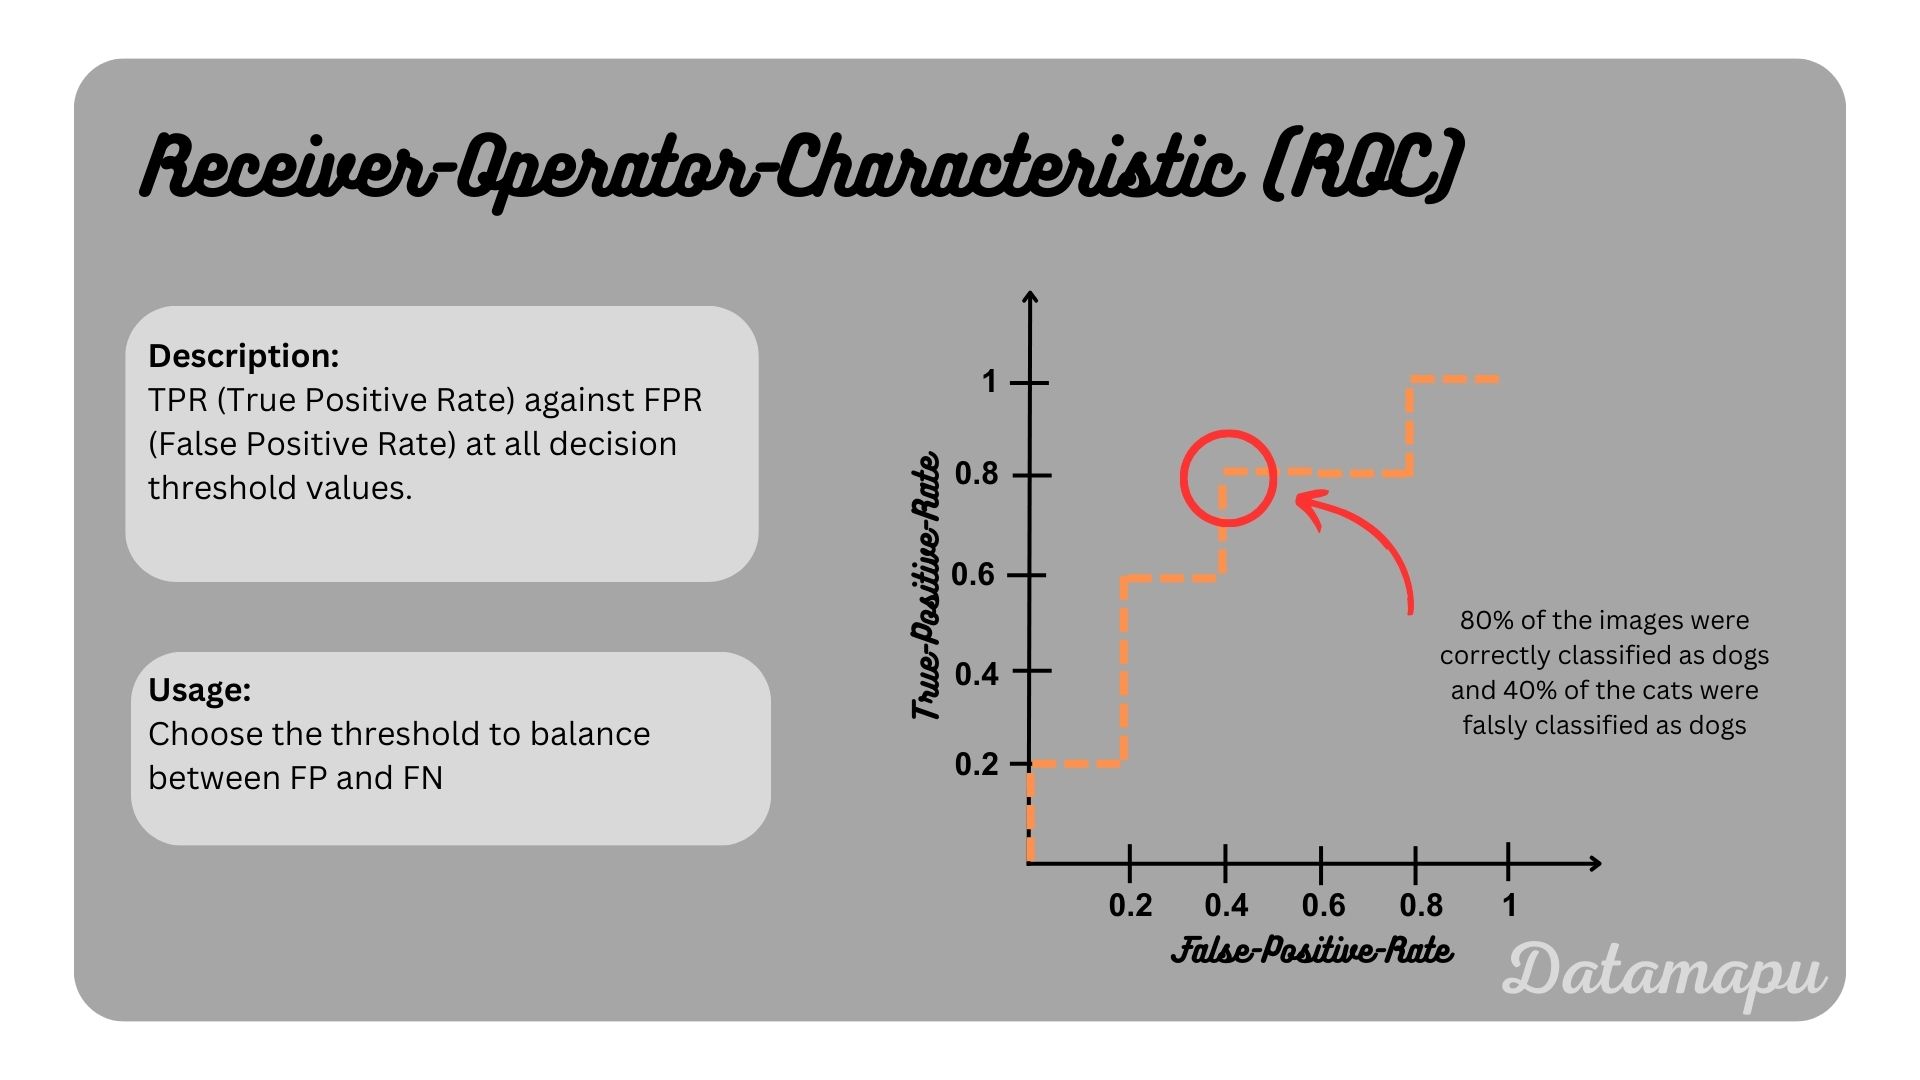 Receiver-Operator-Characteristic (ROC)
Description:
TPR (True Positive Rate) against FPR
(False Positive Rate) at all decision
threshold values.
Usage:
Choose the threshold to balance
between FP and FN
True-Positive-Rate
1
0.8
0.6
0.4
0.2
0.2
0.4
0.6
0.8
1
False-Positive-Rate
80% of the images were
correctly classified as dogs
and 40% of the cats were
falsly classified as dogs
Datamapu